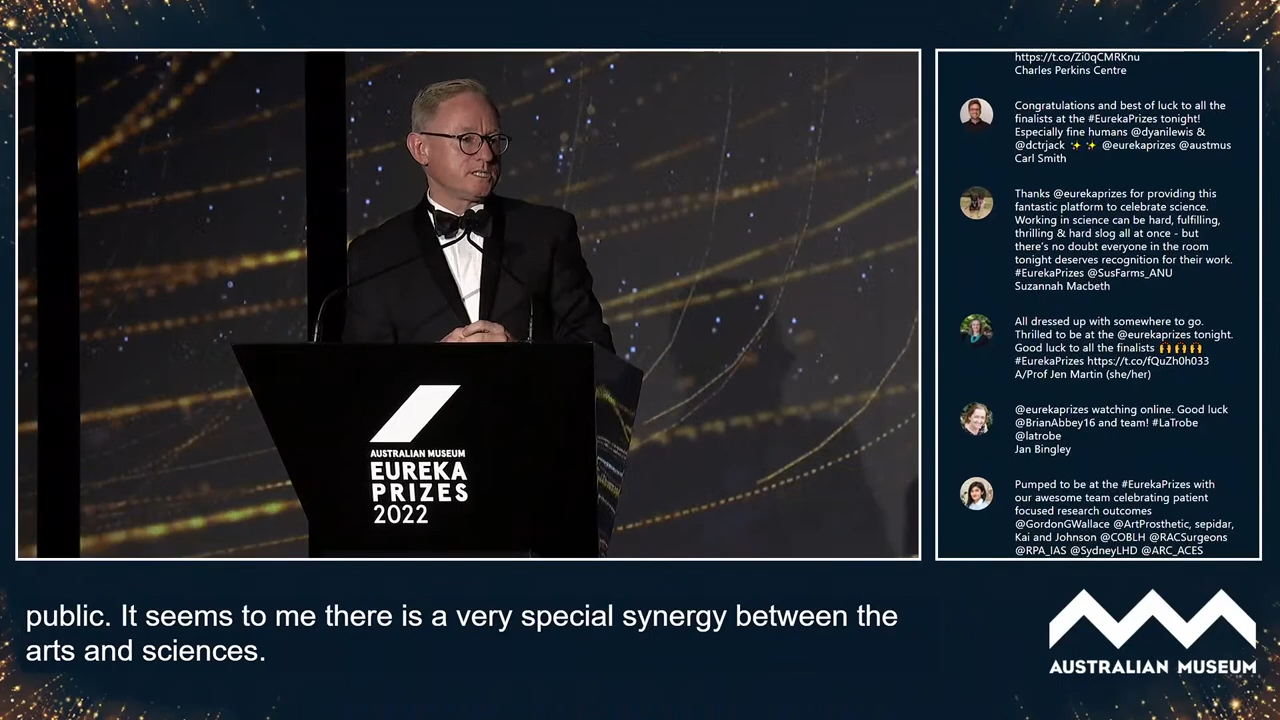 AUSTRALIAN MUSEUM
EUREKA
PRIZES
2022
https://t.co/Zi0qCMRKnu
Charles Perkins Centre
Congratulations and best of luck to all the
finalists at the #EurekaPrizes tonight!
Especially fine humans @dyanilewis &
@dctrjack ✨ ✨ @eurekaprizes @austmus
Carl Smith
Thanks @eurekaprizes for providing this
fantastic platform to celebrate science.
Working in science can be hard, fulfilling,
thrilling & hard slog all at once - but
there's no doubt everyone in the room
tonight deserves recognition for their work.
#EurekaPrizes @SusFarms_ANU
Suzannah Macbeth
All dressed up with somewhere to go.
Thrilled to be at the @eurekaprizes tonight.
Good luck to all the finalists 🙌🙌🙌
#EurekaPrizes https://t.co/fQuZh0h033
A/Prof Jen Martin (she/her)
@eurekaprizes watching online. Good luck
@BrianAbbey16 and team! #LaTrobe
@latrobe
Jan Bingley
Pumped to be at the #EurekaPrizes with
our awesome team celebrating patient
focused research outcomes
@GordonGWallace @ArtProsthetic, sepidar,
Kai and Johnson @COBLH @RACSurgeons
@RPA_IAS @SydneyLHD @ARC_ACES
public. It seems to me there is a very special synergy between the
arts and sciences.
AUSTRALIAN MUSEUM